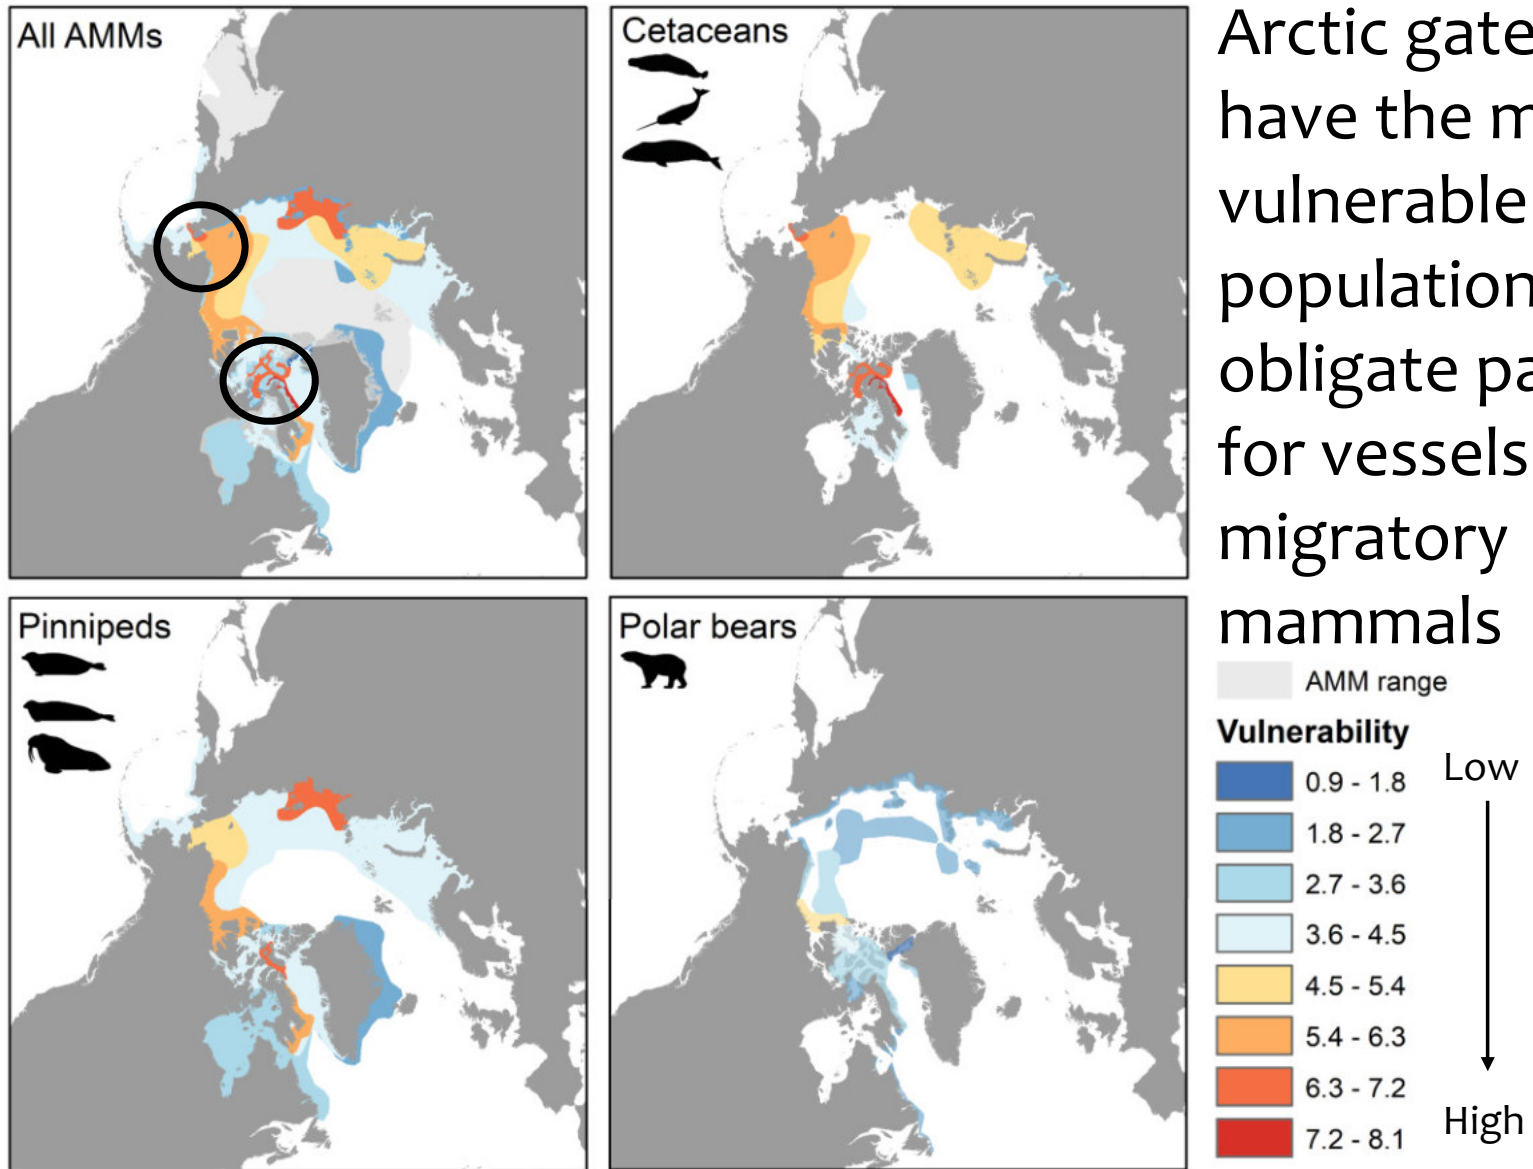 All AMMs
Cetaceans
Pinnipeds
Polar bears
Arctic gate
have the m
vulnerable
population
obligate pa
for vessels
migratory
mammals
AMM range
Vulnerability
0.9 - 1.8
1.8 - 2.7
2.7 - 3.6
3.6 - 4.5
4.5 - 5.4
5.4 - 6.3
6.3 - 7.2
7.2 - 8.1
Low
High